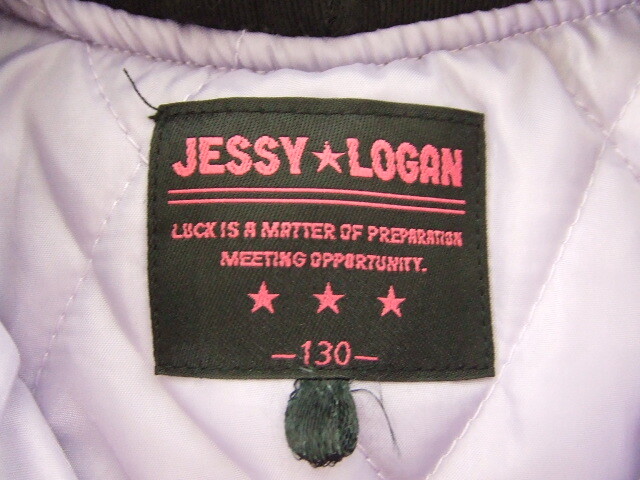 JESSY★LOGAN
LUCK IS A MATTER OF PREPARATION
MEETING OPPORTUNITY.
★ ★ ★
—130—